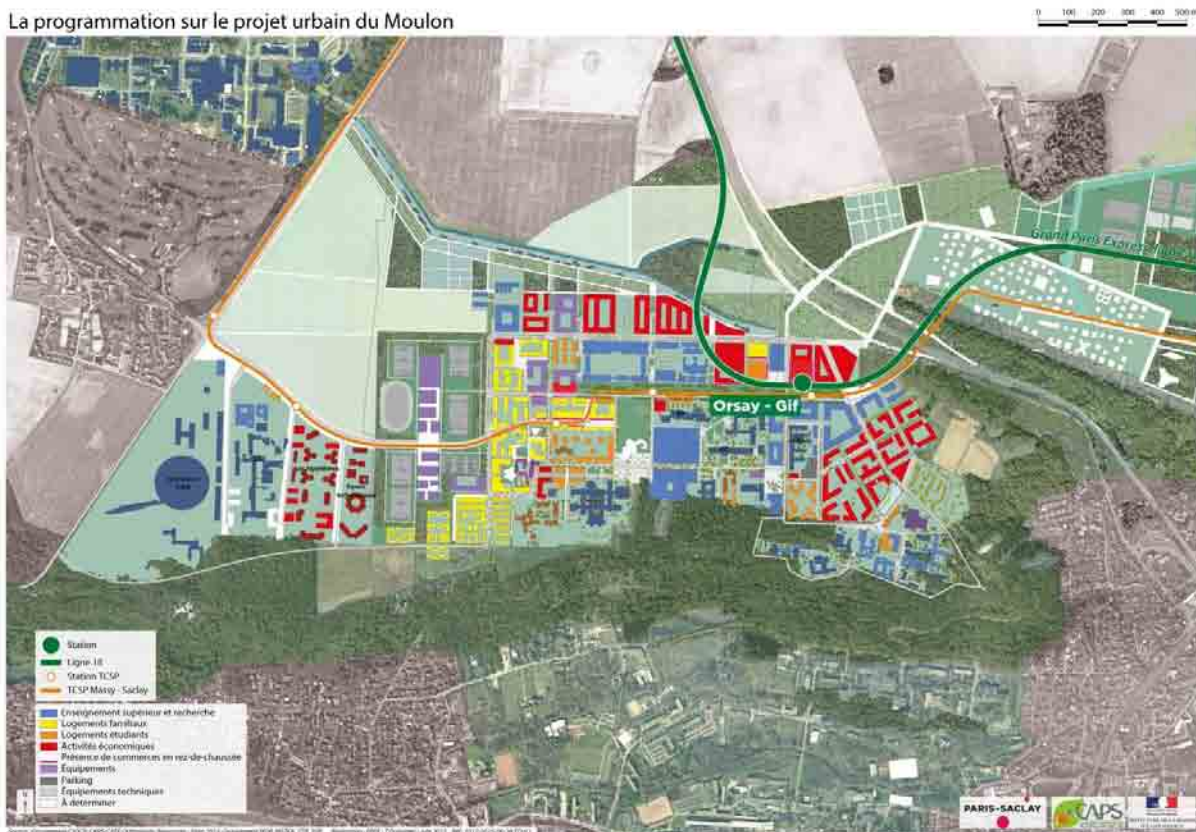 La programmation sur le projet urbain du Moulon
0 100 200 300 400 500
Grand Paris Express
Orsay - Gif
Station
Ligne 18
Station TCSP
TCSP Massy - Saclay
Enseignement supérieur et recherche
Logements familiaux
Logements étudiants
Activités économiques
Présence de commerces en rez-de-chaussée
Équipements
Parking
Équipements techniques
À déterminer
PARIS-SACLAY
CAPS